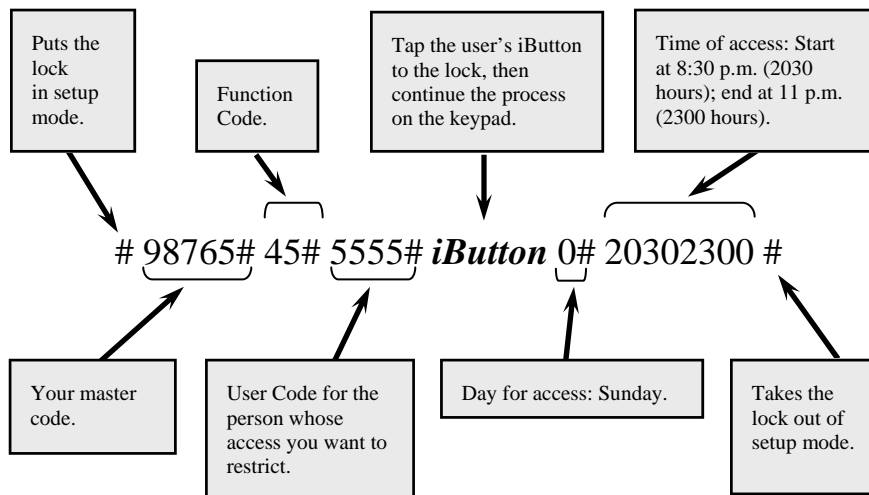 Puts the
lock
in setup
mode.
Function
Code.
Tap the user’s iButton
to the lock, then
continue the process
on the keypad.
Time of access: Start
at 8:30 p.m. (2030
hours); end at 11 p.m.
(2300 hours).
# 98765# 45# 5555# iButton 0# 20302300 #
Your master
code.
User Code for the
person whose
access you want to
restrict.
Day for access: Sunday.
Takes the
lock out of
setup mode.